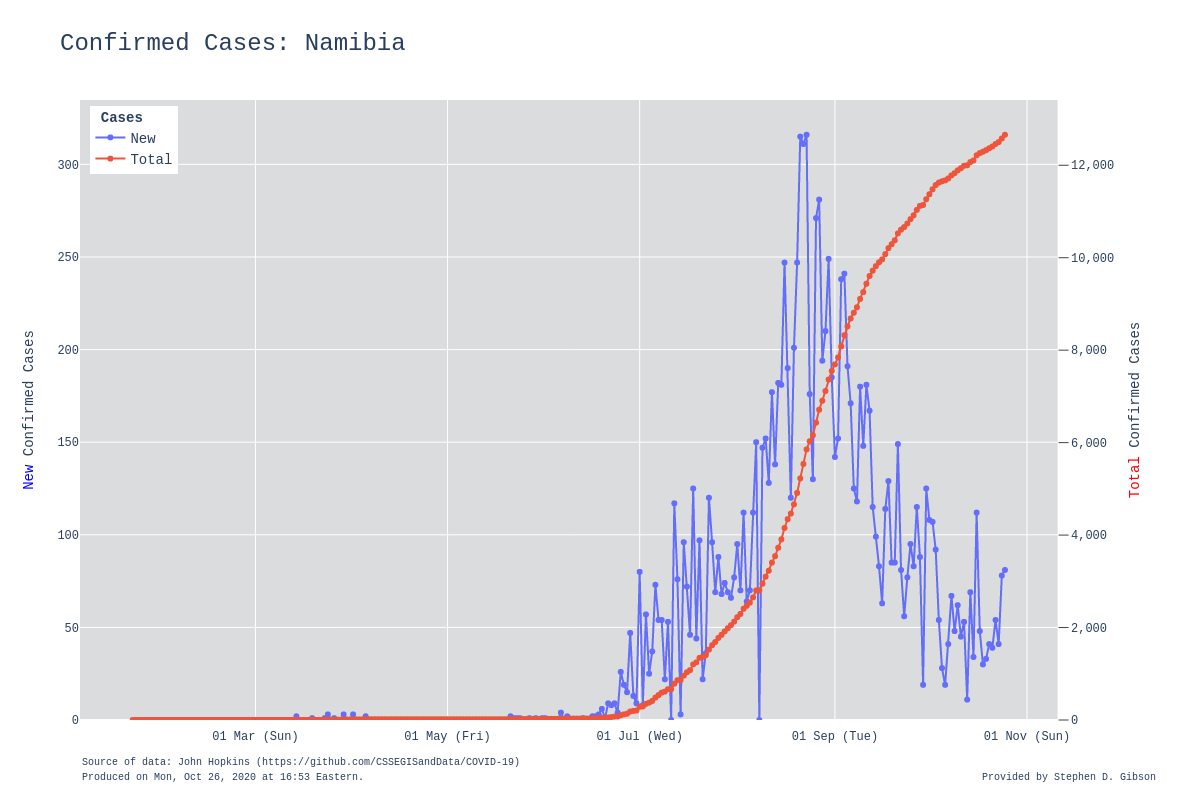 Confirmed Cases: Namibia
Cases
New
Total
300
250
200
150
100
50
0
12,000
10,000
8,000
6,000
4,000
2,000
0
New Confirmed Cases
Total Confirmed Cases
01 Mar (Sun)
01 May (Fri)
01 Jul (Wed)
01 Sep (Tue)
01 Nov (Sun)
Source of data: John Hopkins (https://github.com/CSSEGISandData/COVID-19)
Produced on Mon, Oct 26, 2020 at 16:53 Eastern.
Provided by Stephen D. Gibson